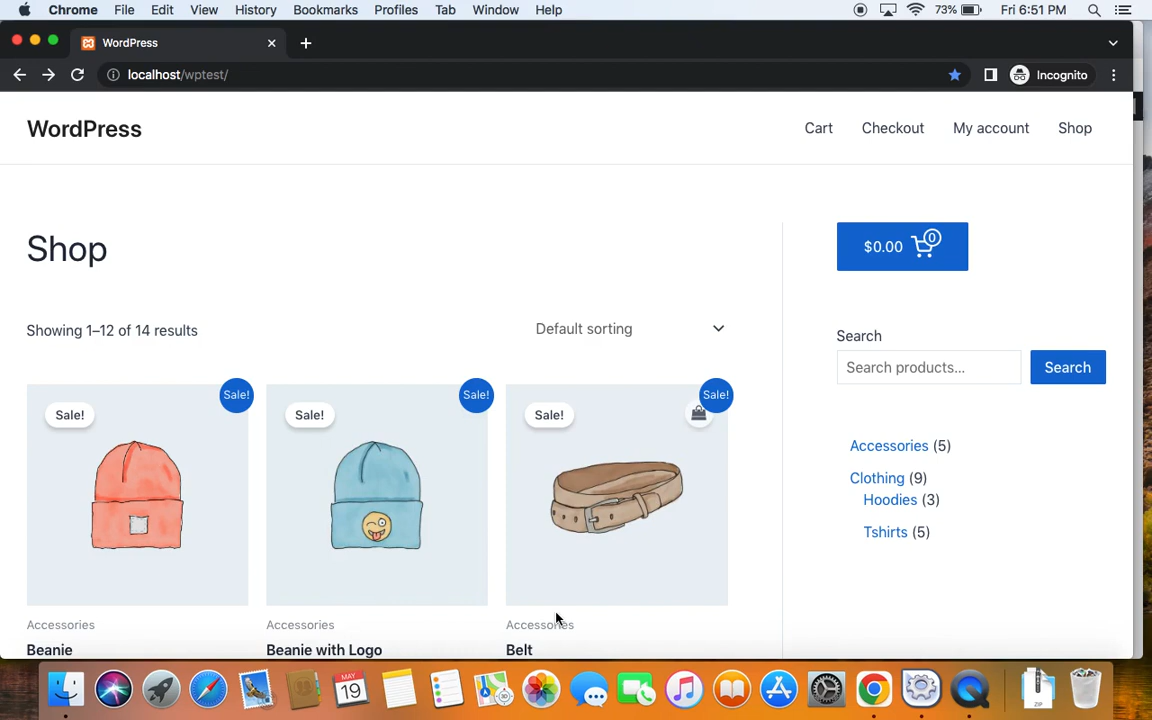 Chrome File Edit View History Bookmarks Profiles Tab Window Help 73% Fri 6:51 PM
WordPress
localhost/wptest/ Incognito
WordPress Cart Checkout My account Shop
Shop
$0.00 0
Showing 1–12 of 14 results Default sorting
Search
Search products... Search
Sale! Sale! Sale!
Sale! Sale! Sale!
Accessories (5)
Clothing (9)
Hoodies (3)
Tshirts (5)
Accessories Accessories Accessories
Beanie Beanie with Logo Belt
MAY
19
ZIP